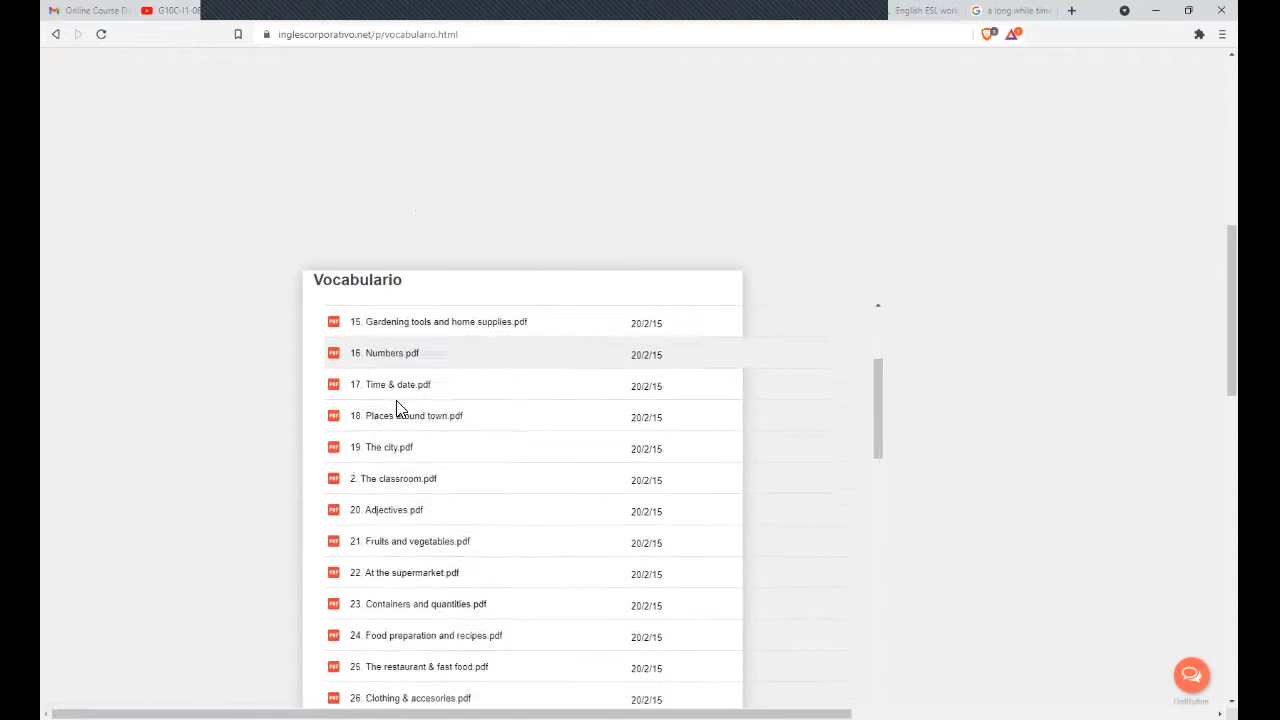 Online Course De
G10C-I1-09
English ESL work
a long while time
inglescorporativo.net/p/vocabulario.html
Vocabulario
15. Gardening tools and home supplies.pdf 20/2/15
16. Numbers.pdf 20/2/15
17. Time & date.pdf 20/2/15
18. Places around town.pdf 20/2/15
19. The city.pdf 20/2/15
2. The classroom.pdf 20/2/15
20. Adjectives.pdf 20/2/15
21. Fruits and vegetables.pdf 20/2/15
22. At the supermarket.pdf 20/2/15
23. Containers and quantities.pdf 20/2/15
24. Food preparation and recipes.pdf 20/2/15
25 The restaurant & fast food.pdf 20/2/15
26. Clothing & accesories.pdf 20/2/15